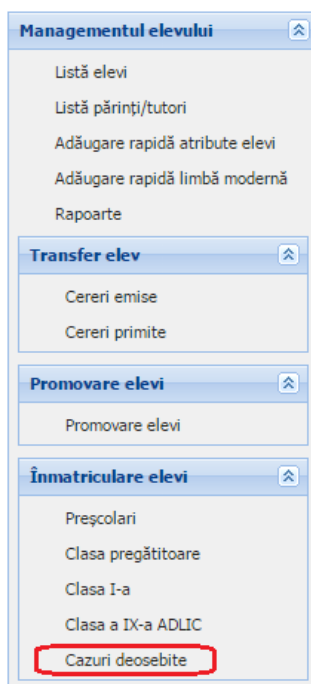 Managementul elevului
Listă elevi
Listă părinți/tutori
Adăugare rapidă atribute elevi
Adăugare rapidă limbă modernă
Rapoarte
Transfer elev
Cereri emise
Cereri primite
Promovare elevi
Promovare elevi
Înmatriculare elevi
Preşcolari
Clasa pregătitoare
Clasa I-a
Clasa a IX-a ADLIC
Cazuri deosebite